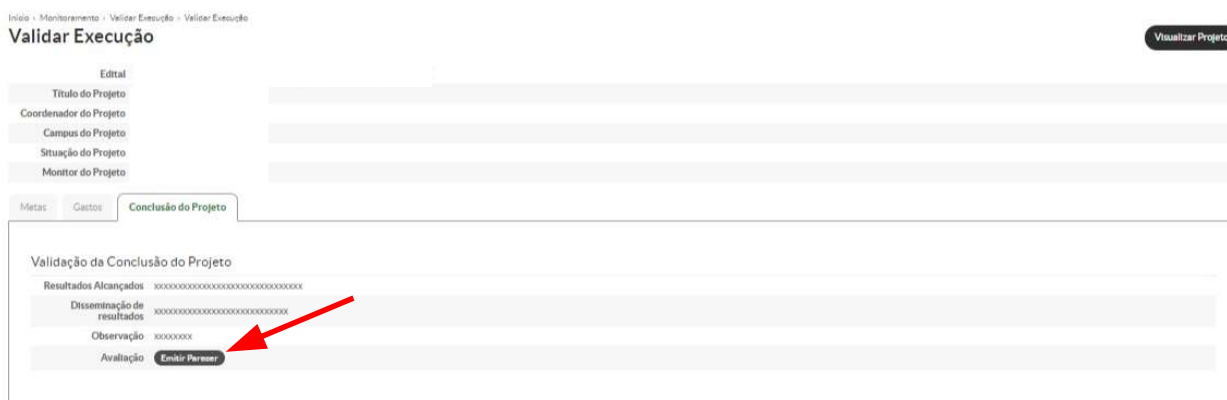 Início › Monitoramento › Validar Execução › Validar Execução
Validar Execução
Visualizar Projeto
Edital
Título do Projeto
Coordenador do Projeto
Campus do Projeto
Situação do Projeto
Monitor do Projeto
Metas Gastos Conclusão do Projeto
Validação da Conclusão do Projeto
Resultados Alcançados xxxxxxxxxxxxxxxxxxxxxxxxxxxxxxx
Disseminação de
resultados xxxxxxxxxxxxxxxxxxxxxxxxxxxx
Observação xxxxxxxx
Avaliação Emitir Parecer